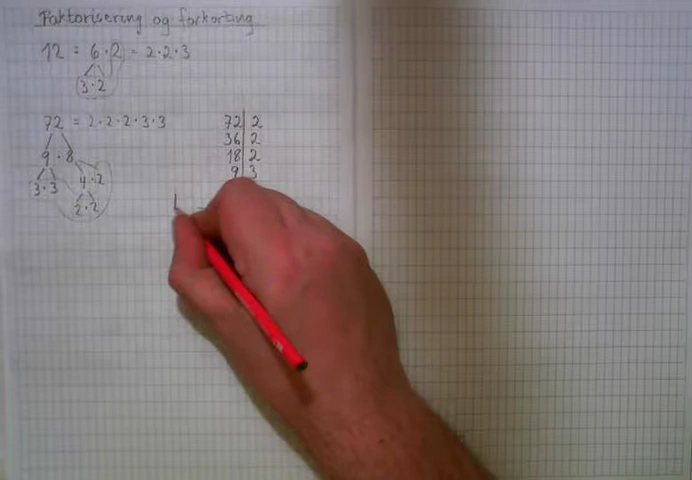 Faktorisering og forkorting
12 = 6 · 2 = 2 · 2 · 3
3 · 2
72 = 2 · 2 · 2 · 3 · 3
9 · 8
3 · 3
4 · 2
2 · 2
72 | 2
36 | 2
18 | 2
9 | 3